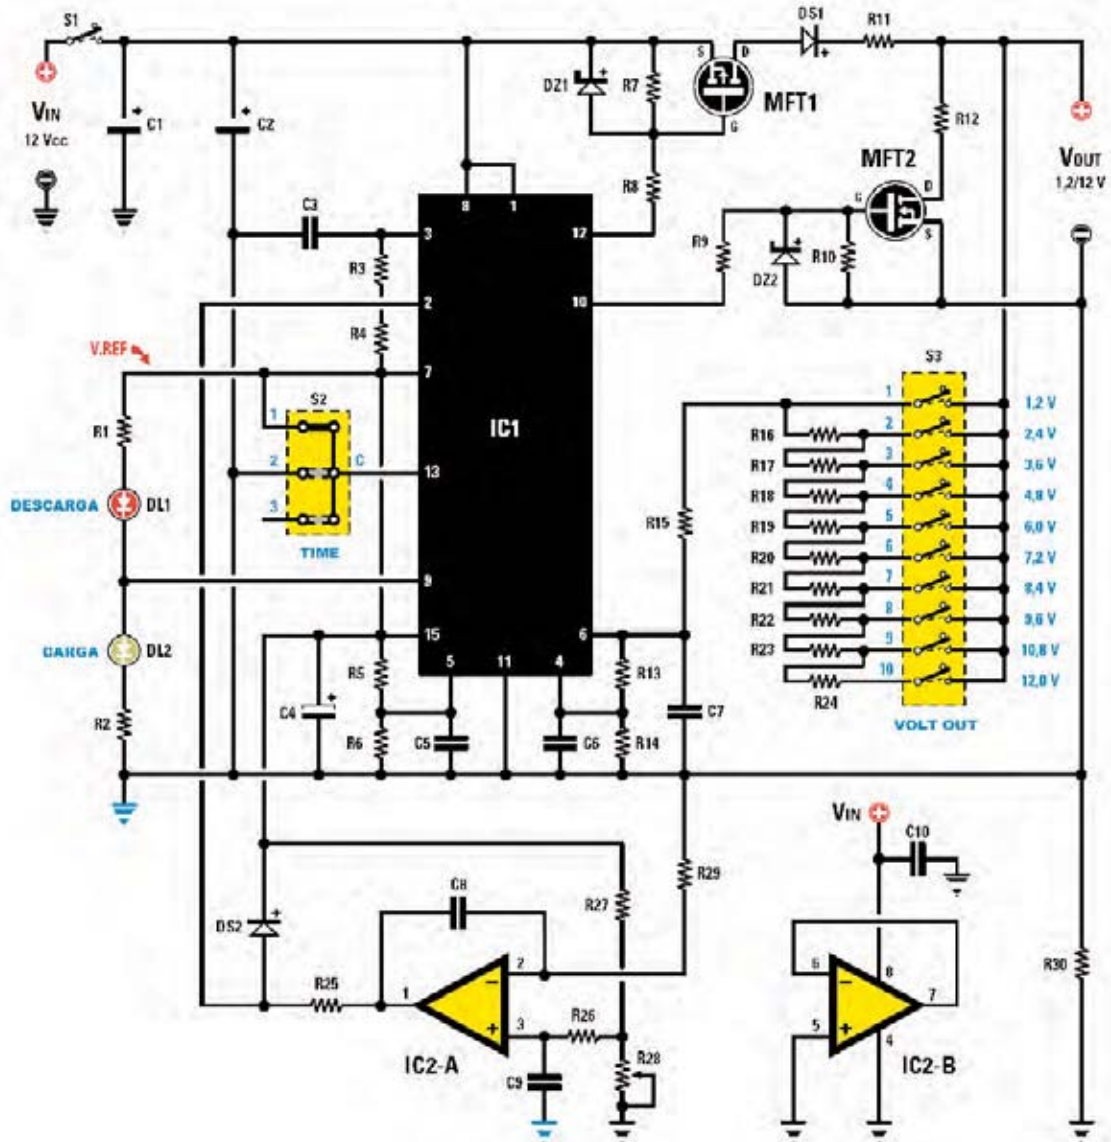 S1
DS1
R11
VIN
12 Vcc
C1
C2
DZ1
R7
S
D
G
MFT1
R12
VOUT
1,2/12 V
MFT2
R8
C3
8
1
3
12
R3
R9
G
D
S
DZ2
R10
2
10
R4
V.REF
7
S2
S3
R1
1
2
C
3
TIME
13
IC1
DESCARGA
DL1
9
R15
1
1,2 V
R16
2
2,4 V
R17
3
3,6 V
R18
4
4,8 V
R19
5
6,0 V
R20
6
7,2 V
R21
7
8,4 V
R22
8
9,6 V
R23
9
10,8 V
10
12,0 V
R24
VOLT OUT
CARGA
DL2
15
6
5
11
4
R5
R13
R2
C4
R6
C5
C6
R14
C7
VIN
C10
C8
R27
R29
DS2
R25
1
2
3
R26
R28
C9
IC2-A
6
8
7
5
4
IC2-B
R30